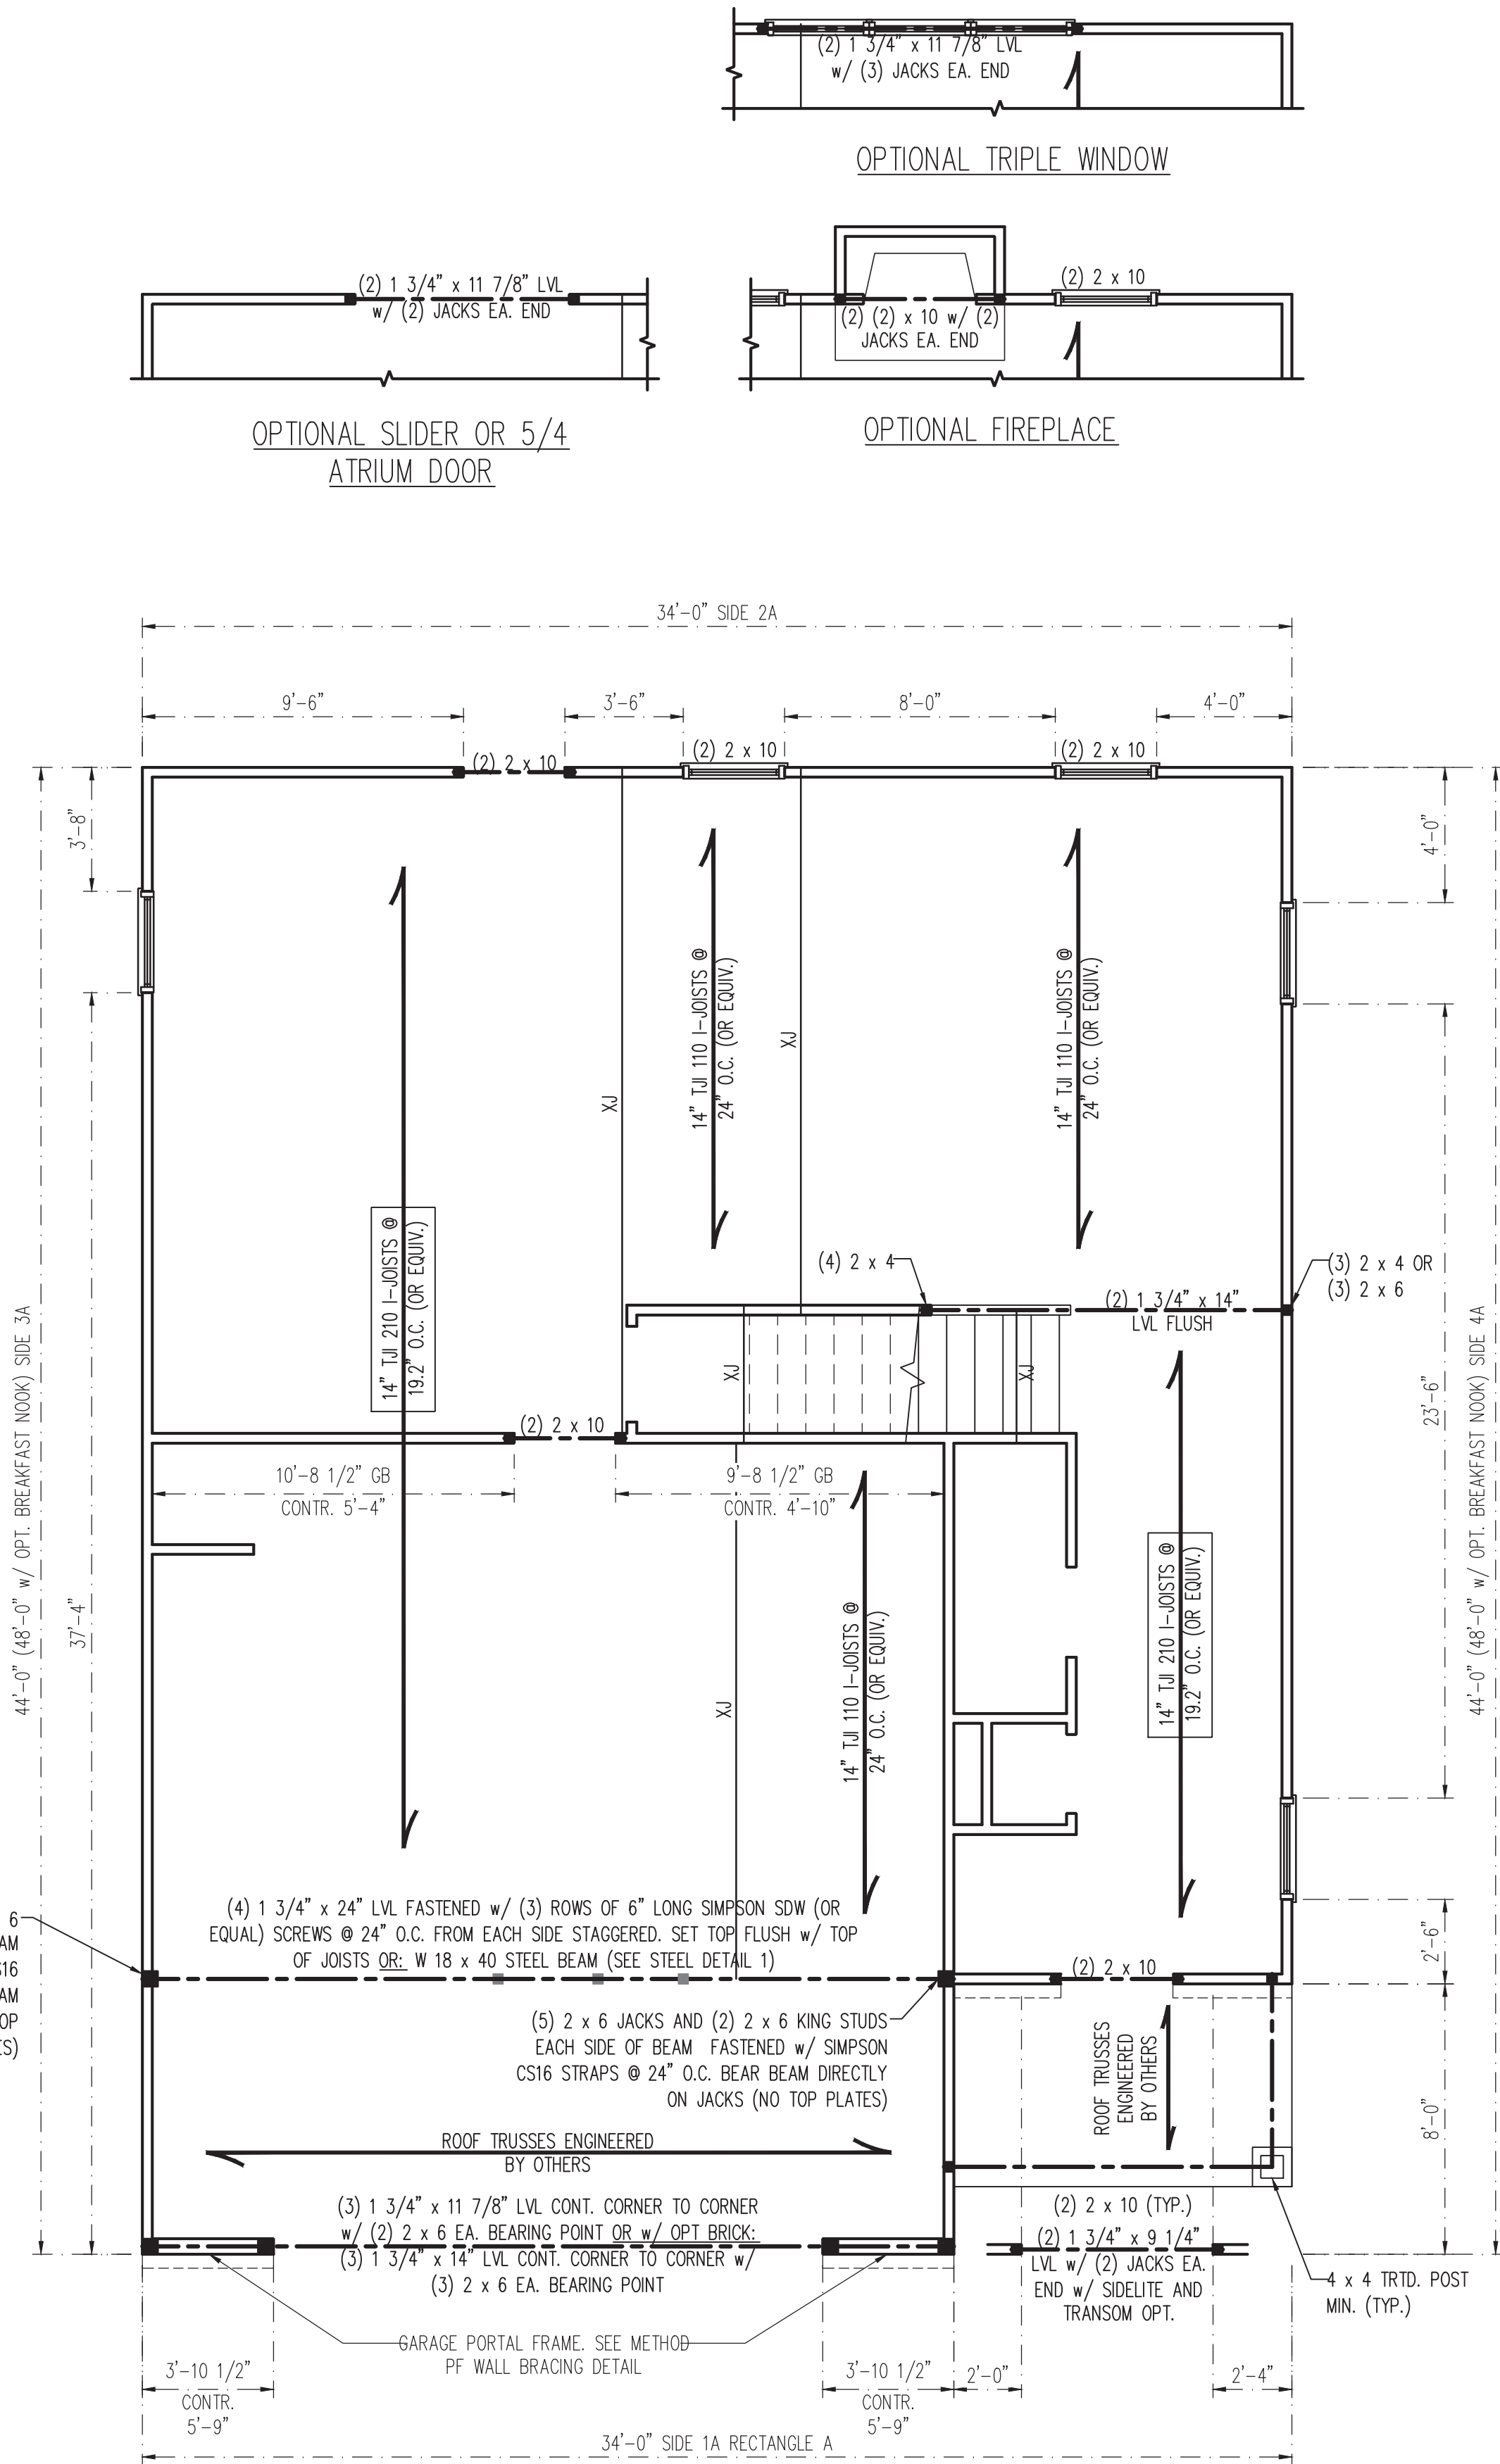 (2) 1 3/4" x 11 7/8" LVL
w/ (3) JACKS EA. END
OPTIONAL TRIPLE WINDOW
(2) 1 3/4" x 11 7/8" LVL
w/ (2) JACKS EA. END
OPTIONAL SLIDER OR 5/4
ATRIUM DOOR
(2) 2 x 10
(2) (2) x 10 w/ (2)
JACKS EA. END
OPTIONAL FIREPLACE
34'-0" SIDE 2A
9'-6"
3'-6"
8'-0"
4'-0"
(2) 2 x 10
(2) 2 x 10
(2) 2 x 10
3'-8"
4'-0"
14" TJI 110 I-JOISTS @
24" O.C. (OR EQUIV.)
XJ
XJ
14" TJI 110 I-JOISTS @
24" O.C. (OR EQUIV.)
14" TJI 210 I-JOISTS @
19.2" O.C. (OR EQUIV.)
(4) 2 x 4
(3) 2 x 4 OR
(3) 2 x 6
(2) 1 3/4" x 14"
LVL FLUSH
XJ
XJ
44'-0" (48'-0" w/ OPT. BREAKFAST NOOK) SIDE 3A
37'-4"
23'-6"
44'-0" (48'-0" w/ OPT. BREAKFAST NOOK) SIDE 4A
(2) 2 x 10
10'-8 1/2" GB
CONTR. 5'-4"
9'-8 1/2" GB
CONTR. 4'-10"
14" TJI 110 I-JOISTS @
24" O.C. (OR EQUIV.)
XJ
14" TJI 210 I-JOISTS @
19.2" O.C. (OR EQUIV.)
(4) 1 3/4" x 24" LVL FASTENED w/ (3) ROWS OF 6" LONG SIMPSON SDW (OR
EQUAL) SCREWS @ 24" O.C. FROM EACH SIDE STAGGERED. SET TOP FLUSH w/ TOP
OF JOISTS OR: W 18 x 40 STEEL BEAM (SEE STEEL DETAIL 1)
6
AM
S16
AM
OP
ES)
(2) 2 x 10
2'-6"
(5) 2 x 6 JACKS AND (2) 2 x 6 KING STUDS
EACH SIDE OF BEAM FASTENED w/ SIMPSON
CS16 STRAPS @ 24" O.C. BEAR BEAM DIRECTLY
ON JACKS (NO TOP PLATES)
ROOF TRUSSES
ENGINEERED
BY OTHERS
8'-0"
ROOF TRUSSES ENGINEERED
BY OTHERS
(3) 1 3/4" x 11 7/8" LVL CONT. CORNER TO CORNER
w/ (2) 2 x 6 EA. BEARING POINT OR w/ OPT BRICK:
(3) 1 3/4" x 14" LVL CONT. CORNER TO CORNER w/
(3) 2 x 6 EA. BEARING POINT
(2) 2 x 10 (TYP.)
(2) 1 3/4" x 9 1/4"
LVL w/ (2) JACKS EA.
END w/ SIDELITE AND
TRANSOM OPT.
4 x 4 TRTD. POST
MIN. (TYP.)
GARAGE PORTAL FRAME. SEE METHOD
PF WALL BRACING DETAIL
3'-10 1/2"
CONTR.
5'-9"
3'-10 1/2"
CONTR.
5'-9"
2'-0"
2'-4"
34'-0" SIDE 1A RECTANGLE A